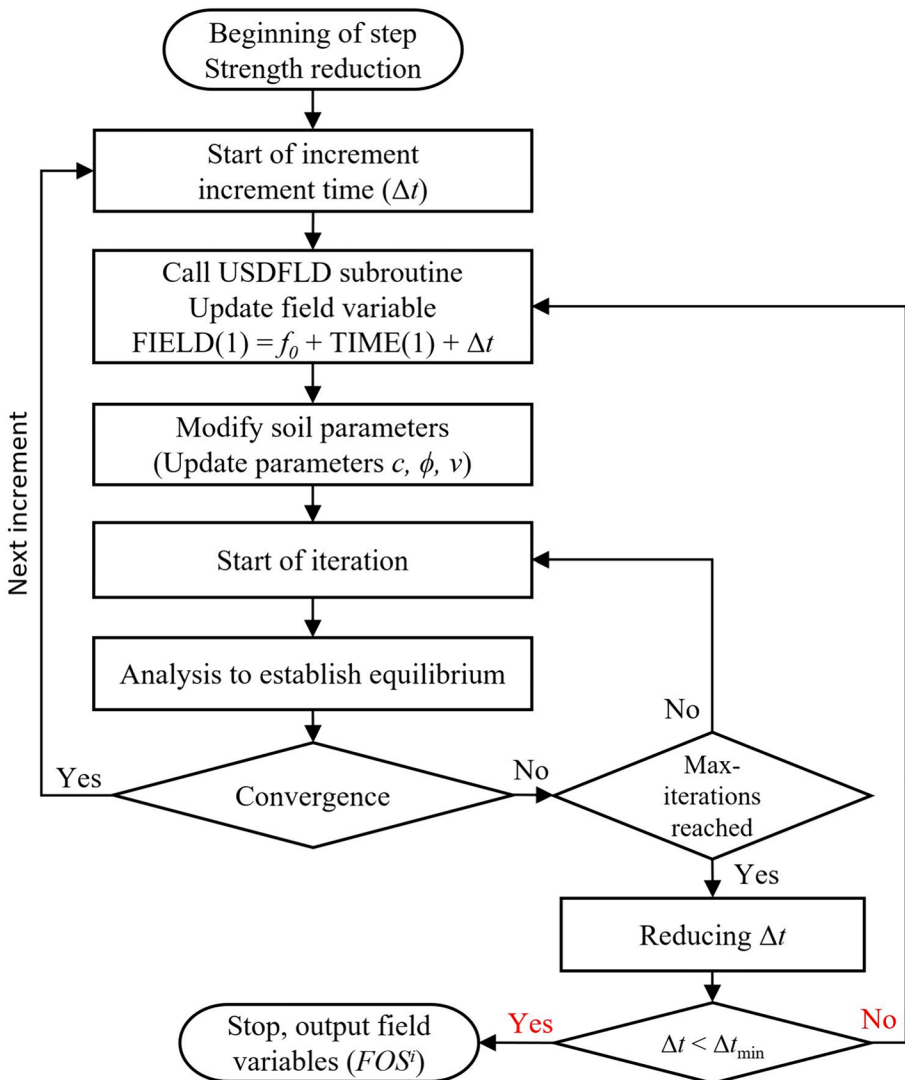 Beginning of step
Strength reduction
Start of increment
increment time (Δt)
Call USDFLD subroutine
Update field variable
FIELD(1) = f₀ + TIME(1) + Δt
Modify soil parameters
(Update parameters c, ϕ, v)
Next increment
Start of iteration
Analysis to establish equilibrium
No
Yes
Convergence
No
Max-
iterations
reached
Yes
Reducing Δt
Stop, output field
variables (FOSⁱ)
Yes
Δt < Δtmin
No